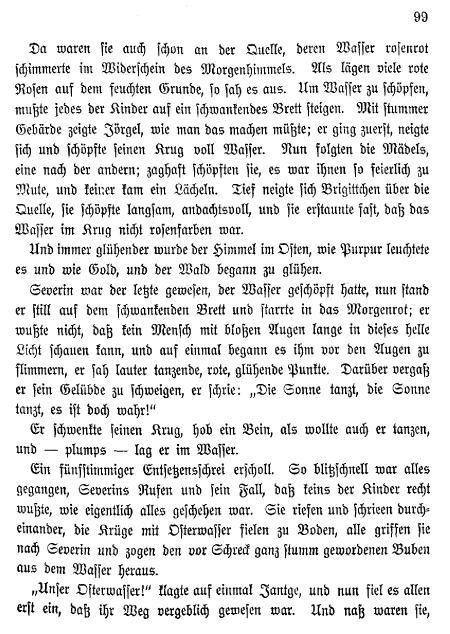 99
Da waren sie auch schon an der Quelle, deren Wasser rosenrot
schimmerte im Widerschein des Morgenhimmels. Als lägen viele rote
Rosen auf dem feuchten Grunde, so sah es aus. Um Wasser zu schöpfen,
mußte jedes der Kinder auf ein schwankendes Brett steigen. Mit stummer
Gebärde zeigte Jörgel, wie man das machen müßte; er ging zuerst, neigte
sich und schöpfte seinen Krug voll Wasser. Nun folgten die Mädels,
eine nach der andern; zaghaft schöpften sie, es war ihnen so feierlich zu
Mute, und keiner kam ein Lächeln. Tief neigte sich Brigittchen über die
Quelle, sie schöpfte langsam, andachtsvoll, und sie erstaunte fast, daß das
Wasser im Krug nicht rosenfarben war.
Und immer glühender wurde der Himmel im Osten, wie Purpur leuchtete
es und wie Gold, und der Wald begann zu glühen.
Severin war der letzte gewesen, der Wasser geschöpft hatte, nun stand
er still auf dem schwankenden Brett und starrte in das Morgenrot; er
wußte nicht, daß kein Mensch mit bloßen Augen lange in dieses helle
Licht schauen kann, und auf einmal begann es ihm vor den Augen zu
flimmern, er sah lauter tanzende, rote, glühende Punkte. Darüber vergaß
er sein Gelübde zu schweigen, er schrie: „Die Sonne tanzt, die Sonne
tanzt, es ist doch wahr!“
Er schwenkte seinen Krug, hob ein Bein, als wollte auch er tanzen,
und — plumps — lag er im Wasser.
Ein fünfstimmiger Entsetzensschrei erscholl. So blitzschnell war alles
gegangen, Severins Rufen und sein Fall, daß keins der Kinder recht
wußte, wie eigentlich alles geschehen war. Sie riefen und schrieen durch-
einander, die Krüge mit Osterwasser fielen zu Boden, alle griffen sie
nach Severin und zogen den vor Schreck ganz stumm gewordenen Buben
aus dem Wasser heraus.
„Unser Osterwasser!“ klagte auf einmal Jantge, und nun fiel es allen
erst ein, daß ihr Weg vergeblich gewesen war. Und naß waren sie,